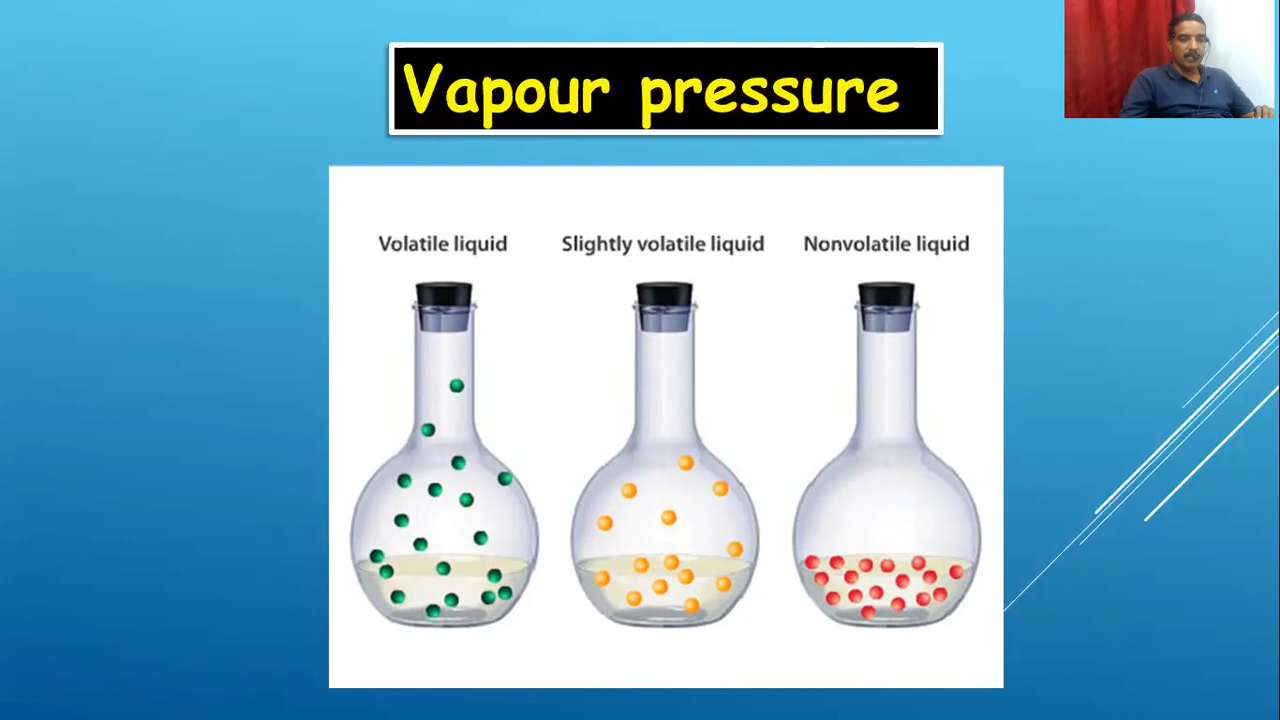 Vapour pressure
Volatile liquid
Slightly volatile liquid
Nonvolatile liquid